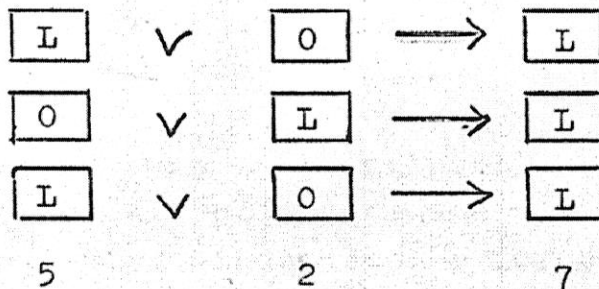 L ∨ O → L
O ∨ L → L
L ∨ O → L
5 2 7